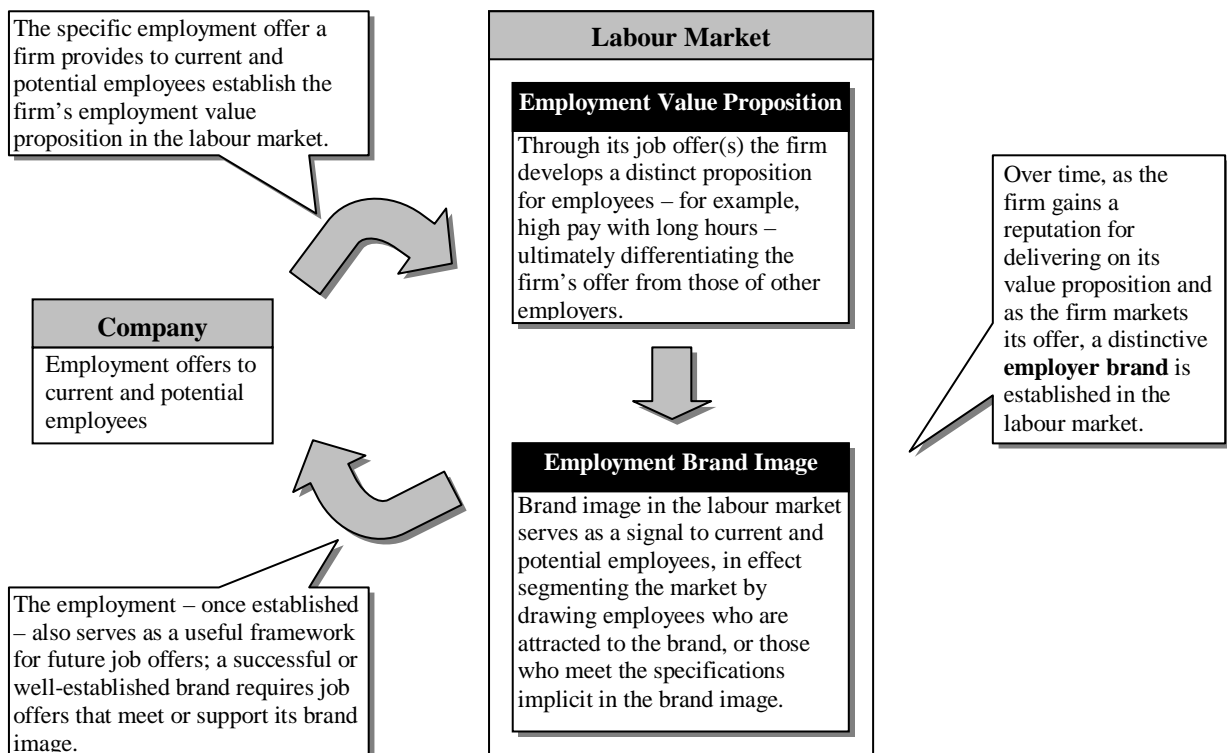 The specific employment offer a
firm provides to current and
potential employees establish the
firm's employment value
proposition in the labour market.
Labour Market
Employment Value Proposition
Through its job offer(s) the firm
develops a distinct proposition
for employees – for example,
high pay with long hours –
ultimately differentiating the
firm's offer from those of other
employers.
Over time, as the
firm gains a
reputation for
delivering on its
value proposition and
as the firm markets
its offer, a distinctive
employer brand is
established in the
labour market.
Company
Employment offers to
current and potential
employees
Employment Brand Image
Brand image in the labour market
serves as a signal to current and
potential employees, in effect
segmenting the market by
drawing employees who are
attracted to the brand, or those
who meet the specifications
implicit in the brand image.
The employment – once established
– also serves as a useful framework
for future job offers; a successful or
well-established brand requires job
offers that meet or support its brand
image.